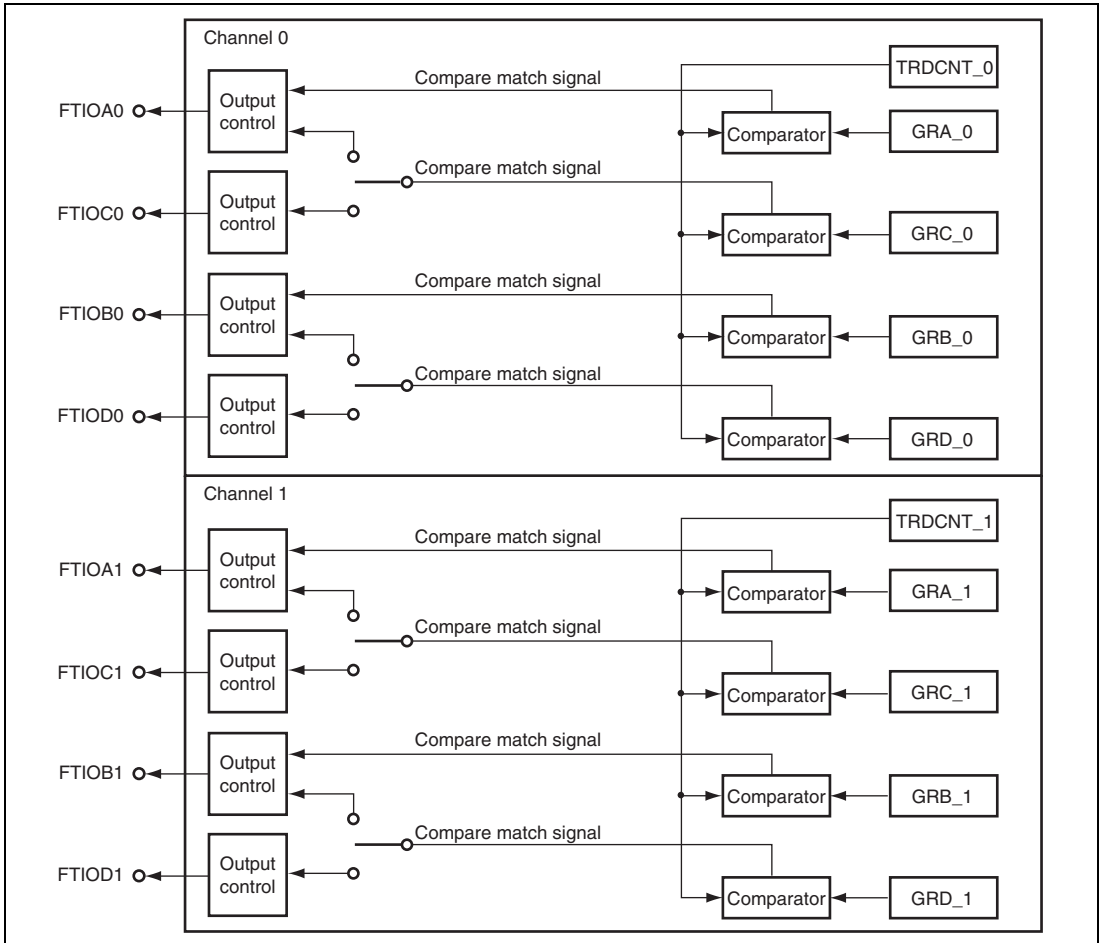 Channel 0
TRDCNT_0
Compare match signal
Output
control
FTIOA0
Comparator
GRA_0
Compare match signal
Output
control
FTIOC0
Comparator
GRC_0
Compare match signal
Output
control
FTIOB0
Comparator
GRB_0
Compare match signal
Output
control
FTIOD0
Comparator
GRD_0
Channel 1
TRDCNT_1
Compare match signal
Output
control
FTIOA1
Comparator
GRA_1
Compare match signal
Output
control
FTIOC1
Comparator
GRC_1
Compare match signal
Output
control
FTIOB1
Comparator
GRB_1
Compare match signal
Output
control
FTIOD1
Comparator
GRD_1